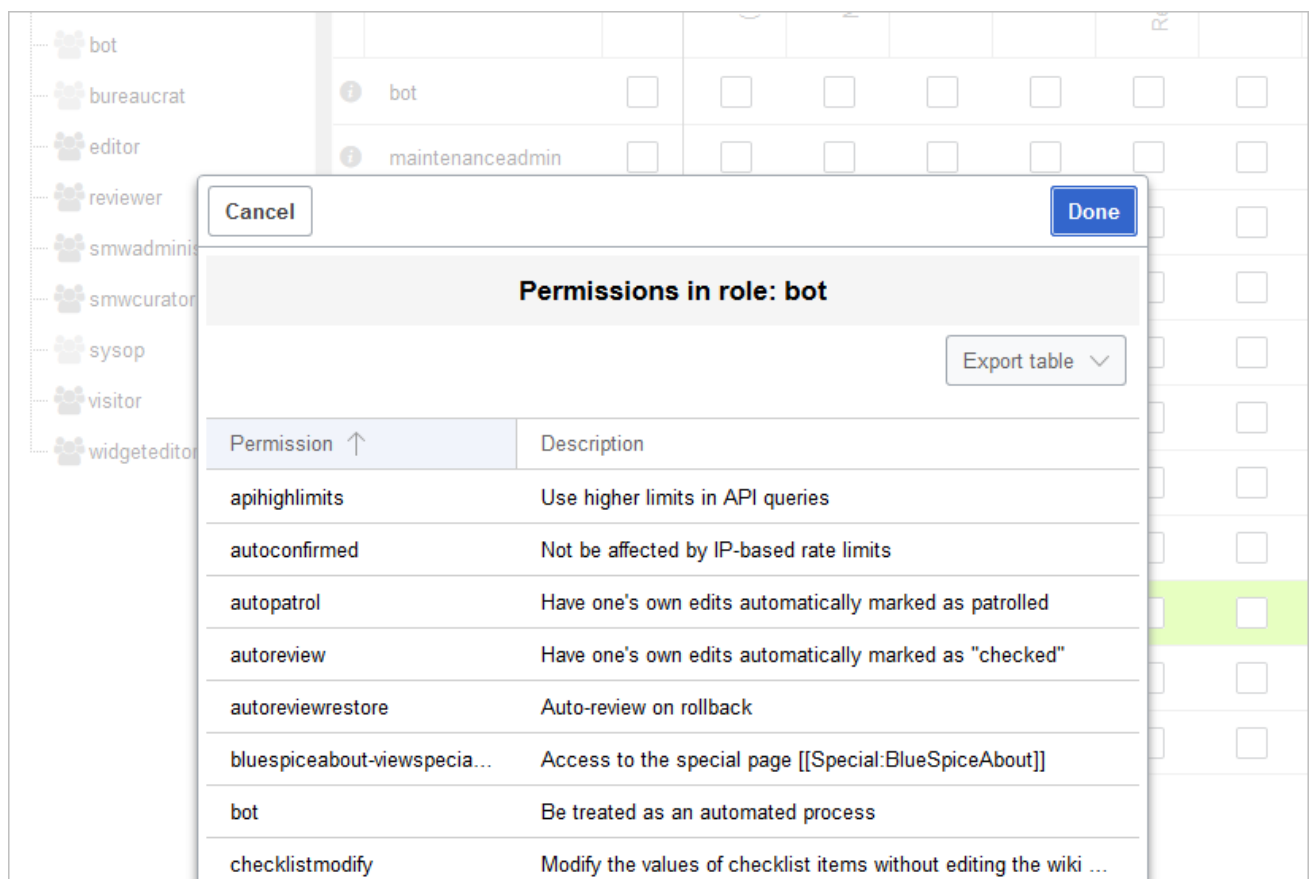 bot
bureaucrat
editor
reviewer
smwadminis
smwcurator
sysop
visitor
widgeteditor
bot
maintenanceadmin
Cancel
Done
Permissions in role: bot
Export table
Permission
Description
apihighlimits Use higher limits in API queries
autoconfirmed Not be affected by IP-based rate limits
autopatrol Have one's own edits automatically marked as patrolled
autoreview Have one's own edits automatically marked as "checked"
autoreviewrestore Auto-review on rollback
bluespiceabout-viewspecia... Access to the special page [[Special:BlueSpiceAbout]]
bot Be treated as an automated process
checklistmodify Modify the values of checklist items without editing the wiki ...